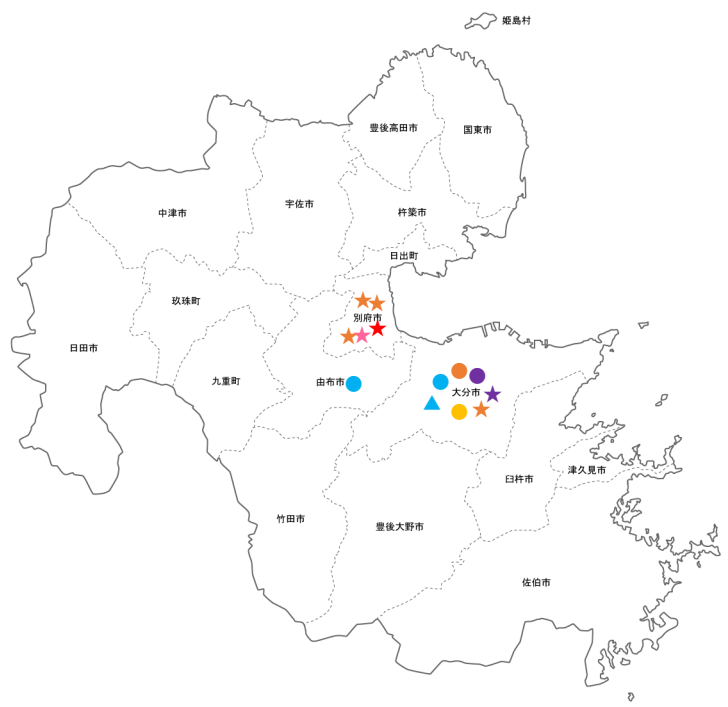 姫島村
豊後高田市
国東市
宇佐市
中津市
杵築市
日出町
玖珠町
別府市
日田市
九重町
由布市
大分市
津久見市
臼杵市
竹田市
豊後大野市
佐伯市